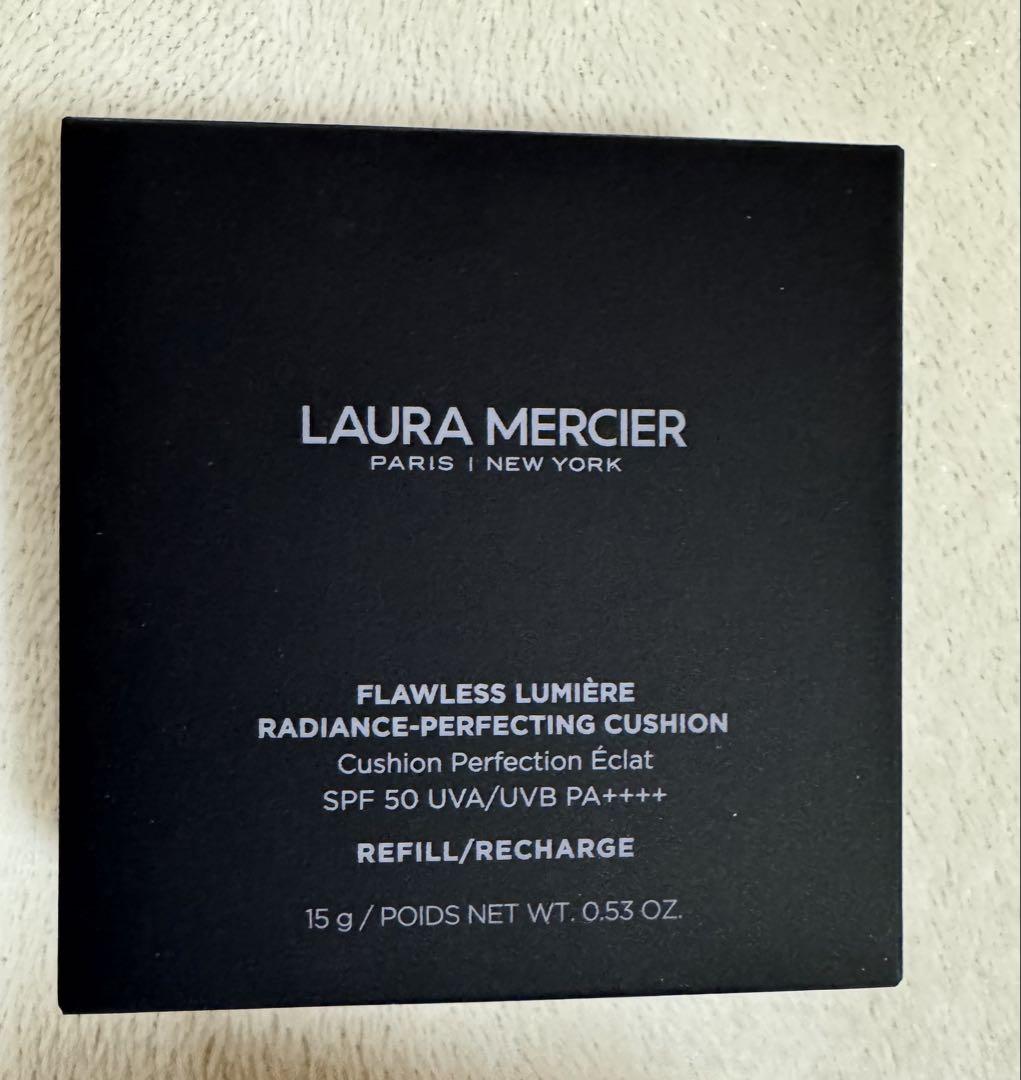 LAURA MERCIER
PARIS | NEW YORK
FLAWLESS LUMIÈRE
RADIANCE-PERFECTING CUSHION
Cushion Perfection Éclat
SPF 50 UVA/UVB PA++++
REFILL/RECHARGE
15 g / POIDS NET WT. 0.53 OZ.